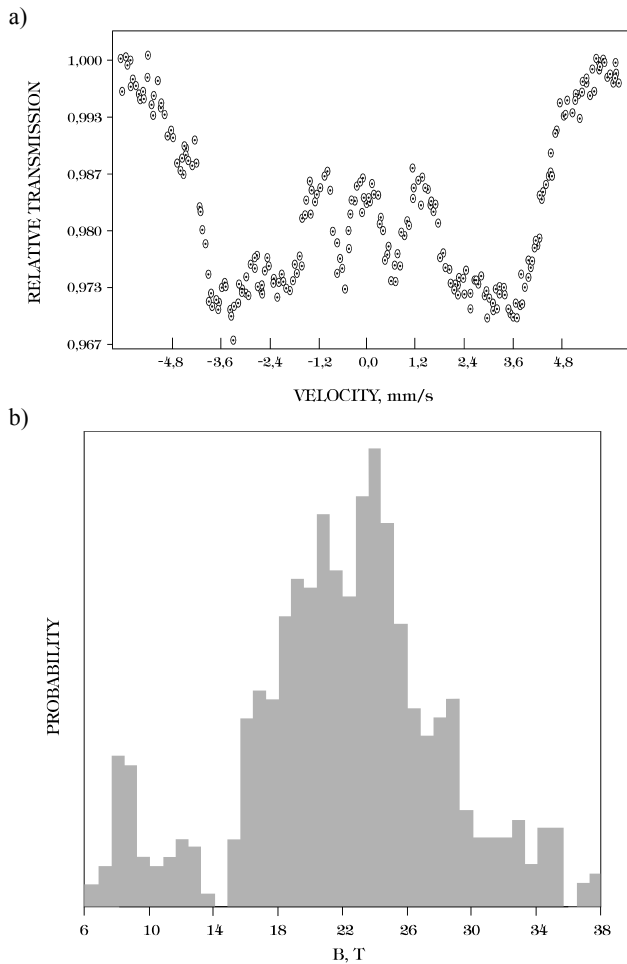 a)
1,000
0,993
0,987
0,980
0,973
0,967
RELATIVE TRANSMISSION
-4,8 -3,6 -2,4 -1,2 0,0 1,2 2,4 3,6 4,8
VELOCITY, mm/s
b)
PROBABILITY
6 10 14 18 22 26 30 34 38
B, T